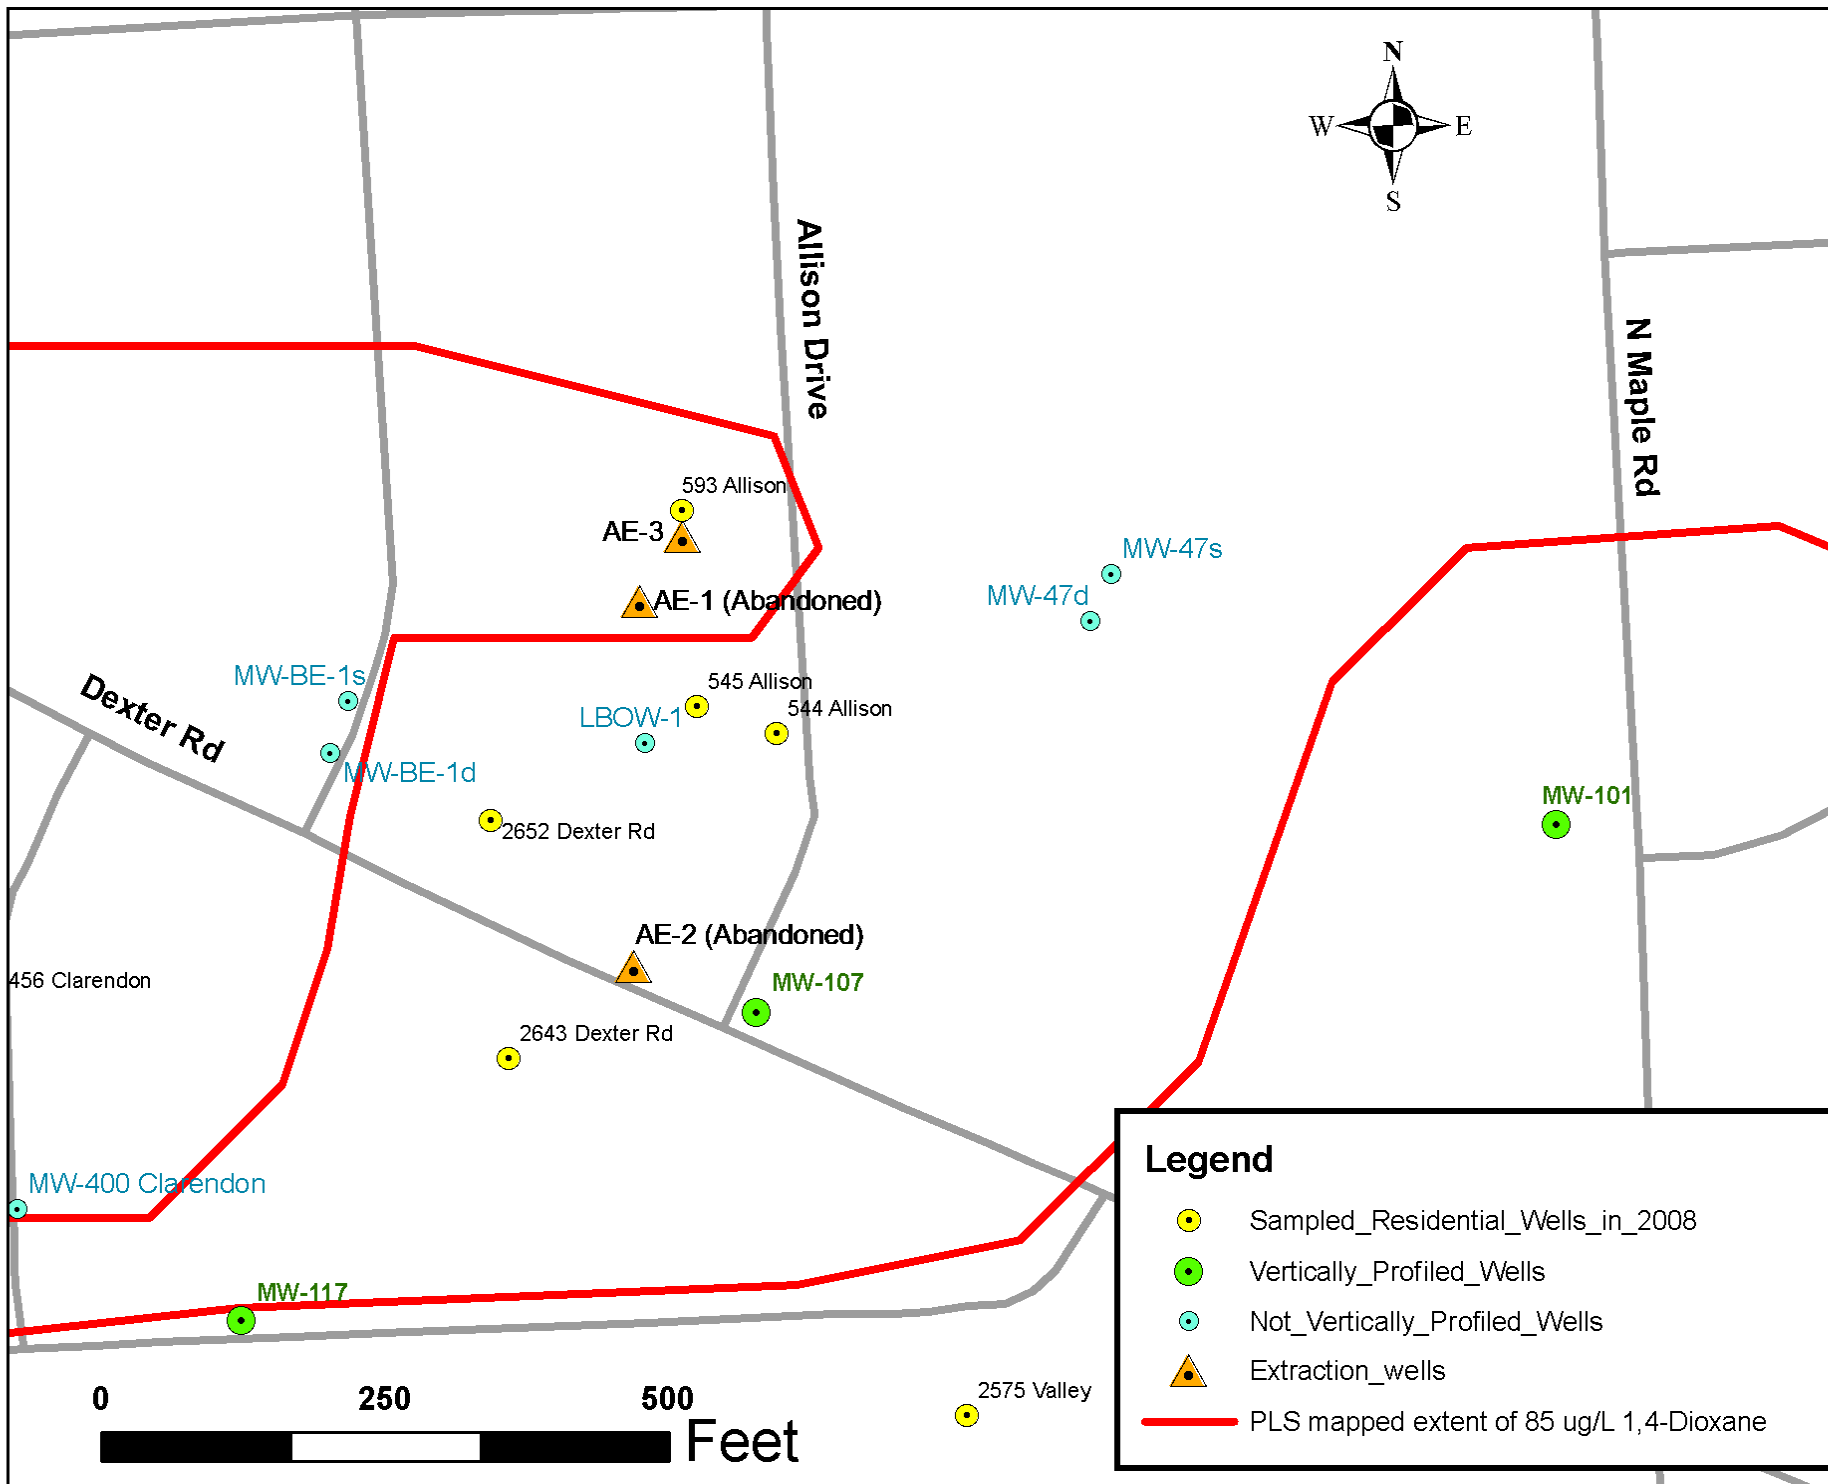 N
W
E
S
Allison Drive
N Maple Rd
593 Allison
AE-3
MW-47s
MW-47d
AE-1 (Abandoned)
MW-BE-1s
545 Allison
Dexter Rd
LBOW-1
544 Allison
MW-BE-1d
MW-101
2652 Dexter Rd
AE-2 (Abandoned)
456 Clarendon
MW-107
2643 Dexter Rd
MW-400 Clarendon
MW-117
2575 Valley
0 250 500
Feet
Legend
Sampled_Residential_Wells_in_2008
Vertically_Profiled_Wells
Not_Vertically_Profiled_Wells
Extraction_wells
PLS mapped extent of 85 ug/L 1,4-Dioxane